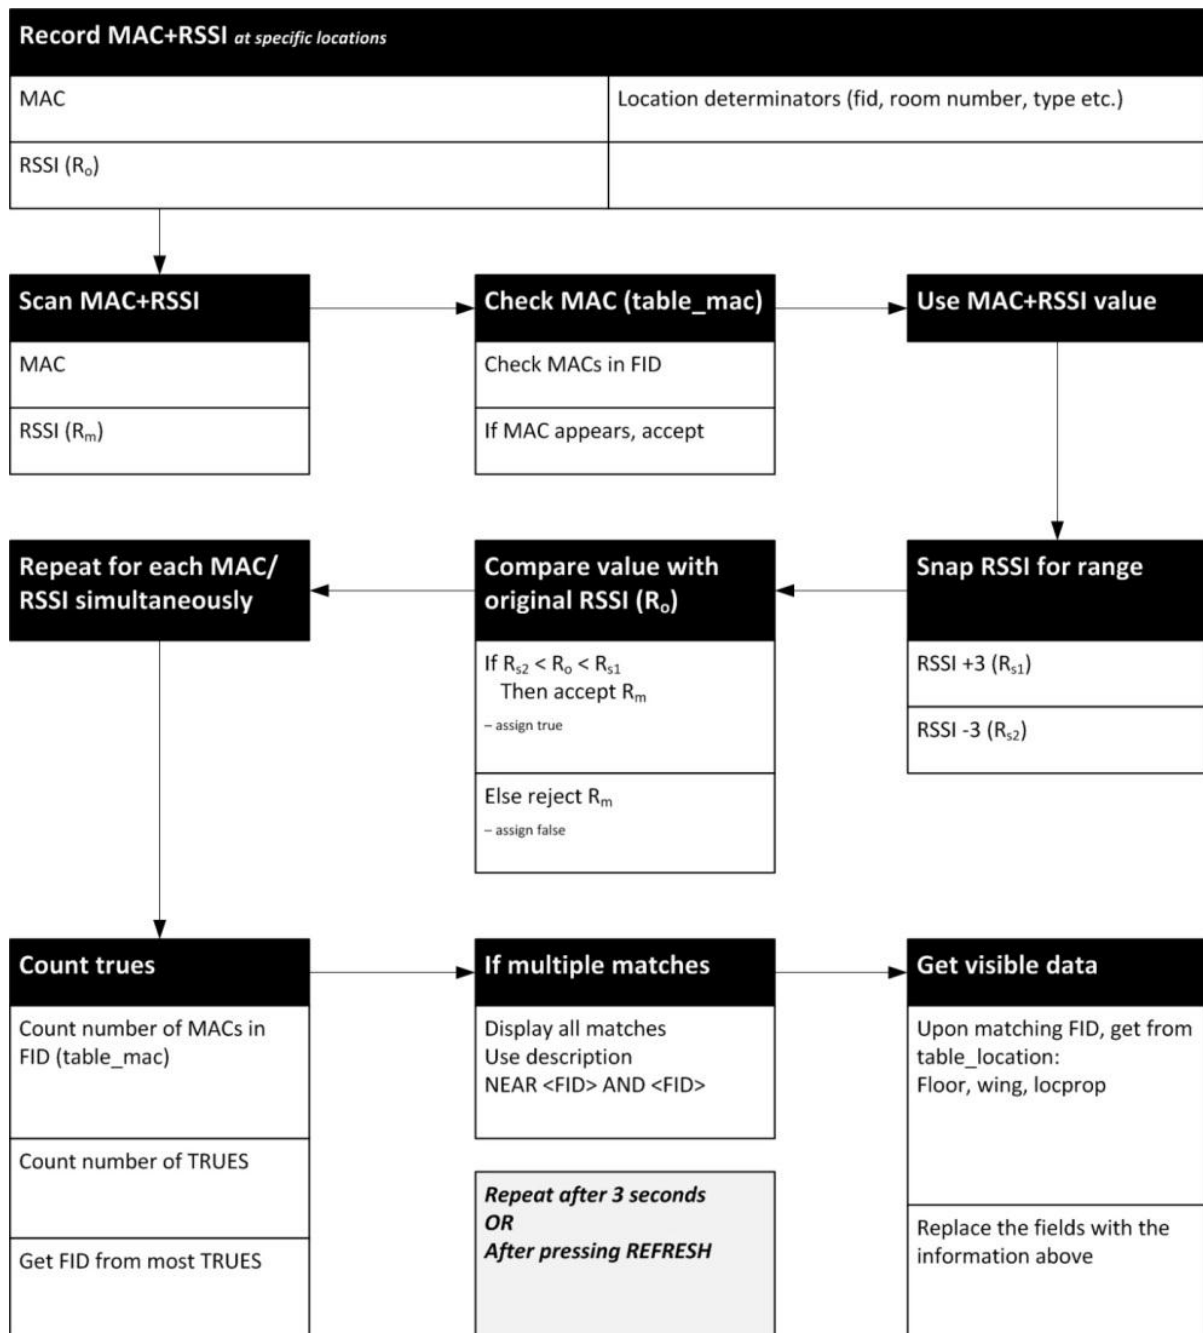 Record MAC+RSSI at specific locations
MAC
Location determinators (fid, room number, type etc.)
RSSI (Ro)
Scan MAC+RSSI
MAC
RSSI (Rm)
Check MAC (table_mac)
Check MACs in FID
If MAC appears, accept
Use MAC+RSSI value
Snap RSSI for range
RSSI +3 (Rs1)
RSSI -3 (Rs2)
Compare value with
original RSSI (Ro)
If Rs2 < Ro < Rs1
Then accept Rm
– assign true
Else reject Rm
– assign false
Repeat for each MAC/
RSSI simultaneously
Count trues
Count number of MACs in
FID (table_mac)
Count number of TRUES
Get FID from most TRUES
If multiple matches
Display all matches
Use description
NEAR <FID> AND <FID>
Repeat after 3 seconds
OR
After pressing REFRESH
Get visible data
Upon matching FID, get from
table_location:
Floor, wing, locprop
Replace the fields with the
information above